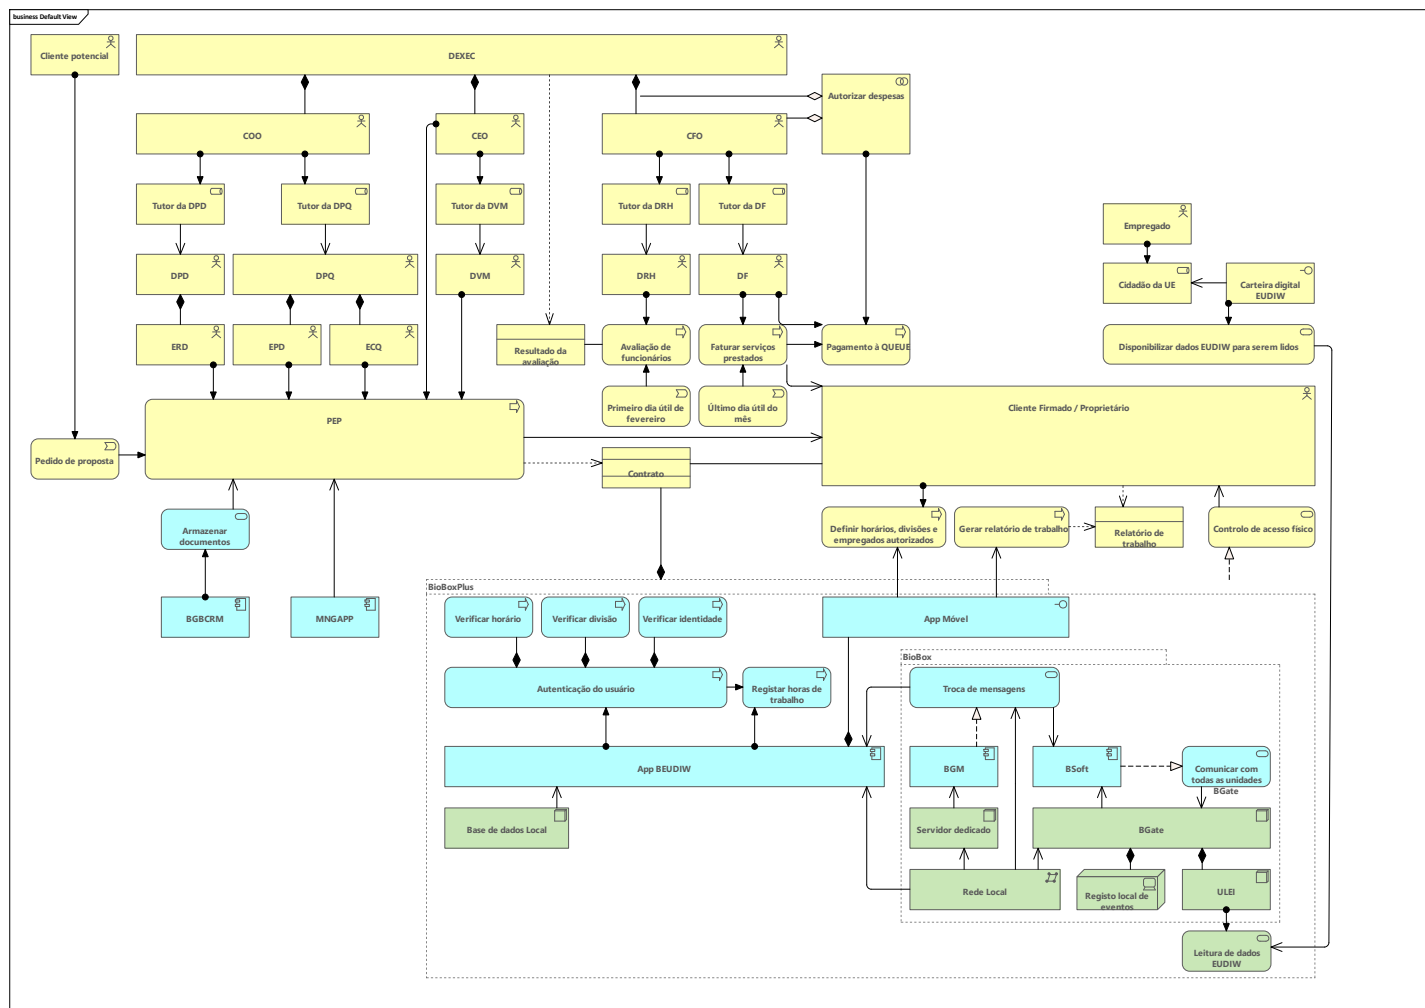 business Default View
Cliente potencial
DEXEC
Autorizar despesas
COO
CEO
CFO
Tutor da DPD
Tutor da DPQ
Tutor da DVM
Tutor da DRH
Tutor da DF
Empregado
DPD
DPQ
DVM
DRH
DF
Cidadão da UE
Carteira digital
EUDIW
ERD
EPD
ECQ
Resultado da
avaliação
Avaliação de
funcionários
Faturar serviços
prestados
Pagamento à QUEUE
Disponibilizar dados EUDIW para serem lidos
Primeiro dia útil de
fevereiro
Último dia útil do
mês
Cliente Firmado / Proprietário
PEP
Pedido de proposta
Contrato
Armazenar
documentos
Definir horários, divisões e
empregados autorizados
Gerar relatório de trabalho
Relatório de
trabalho
Controlo de acesso físico
BioBoxPlus
BGBCRM
MNGAPP
Verificar horário
Verificar divisão
Verificar identidade
App Móvel
BioBox
Autenticação do usuário
Registar horas de
trabalho
Troca de mensagens
App BEUDIW
BGM
BSoft
Comunicar com
todas as unidades
BGate
Base de dados Local
Servidor dedicado
BGate
Rede Local
Registo local de
eventos
ULEI
Leitura de dados
EUDIW